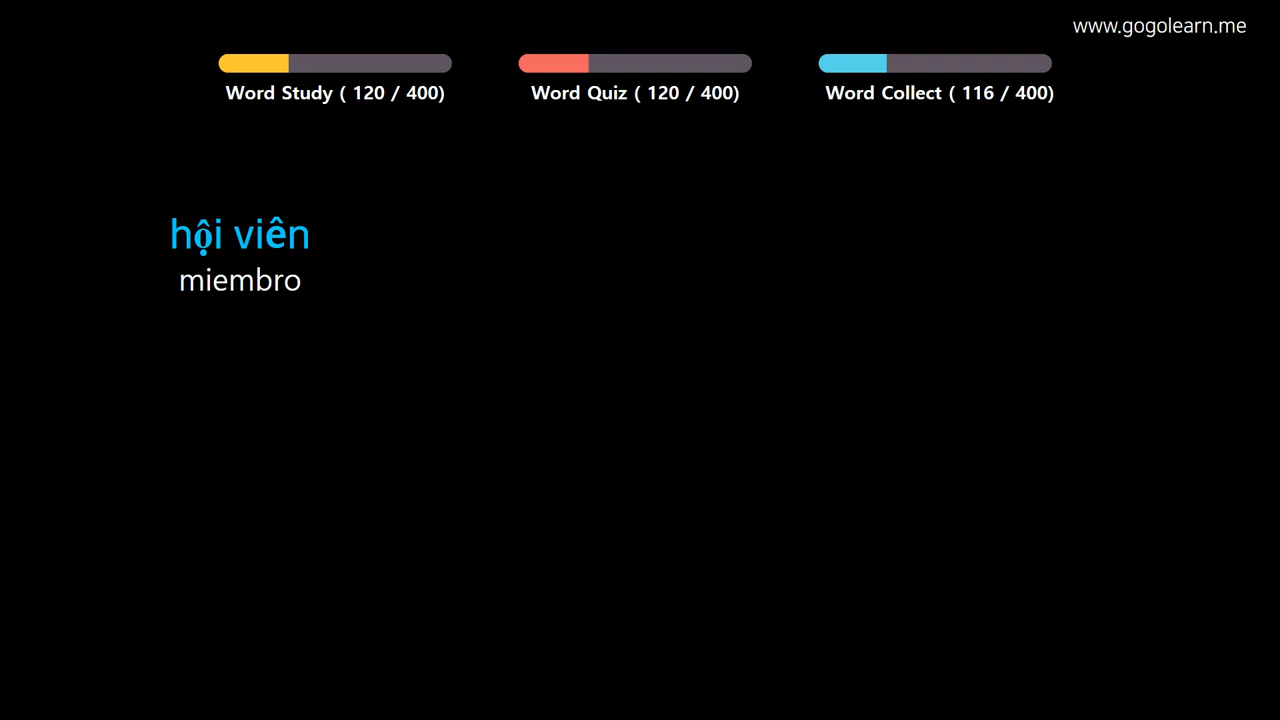 www.gogolearn.me
Word Study ( 120 / 400)
Word Quiz ( 120 / 400)
Word Collect ( 116 / 400)
hội viên
miembro